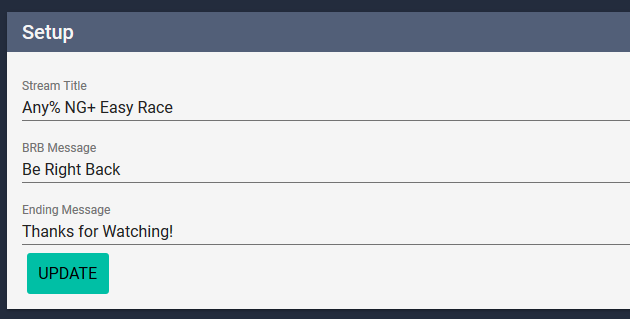 Setup
Stream Title
Any% NG+ Easy Race
BRB Message
Be Right Back
Ending Message
Thanks for Watching!
UPDATE